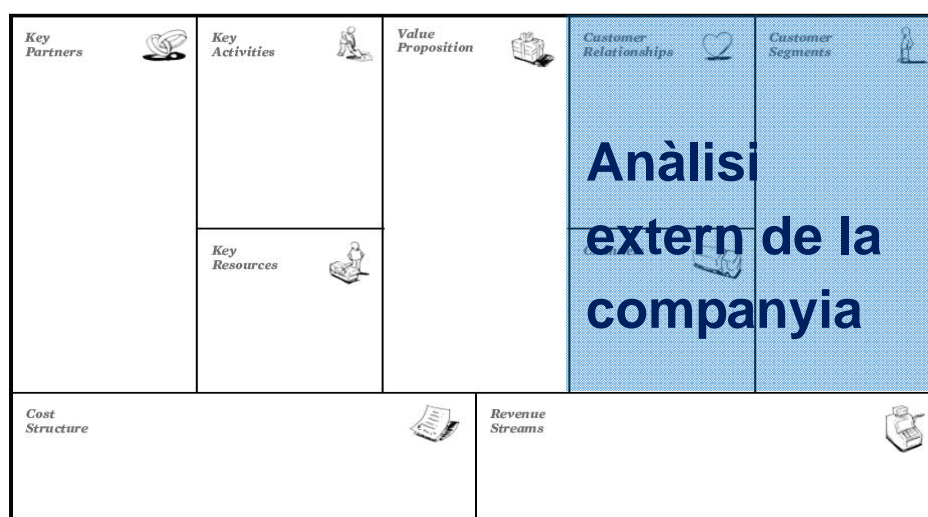 Key
Partners
Key
Activities
Value
Proposition
Customer
Relationships
Customer
Segments
Anàlisi
extern de la
companyia
Key
Resources
Cost
Structure
Revenue
Streams